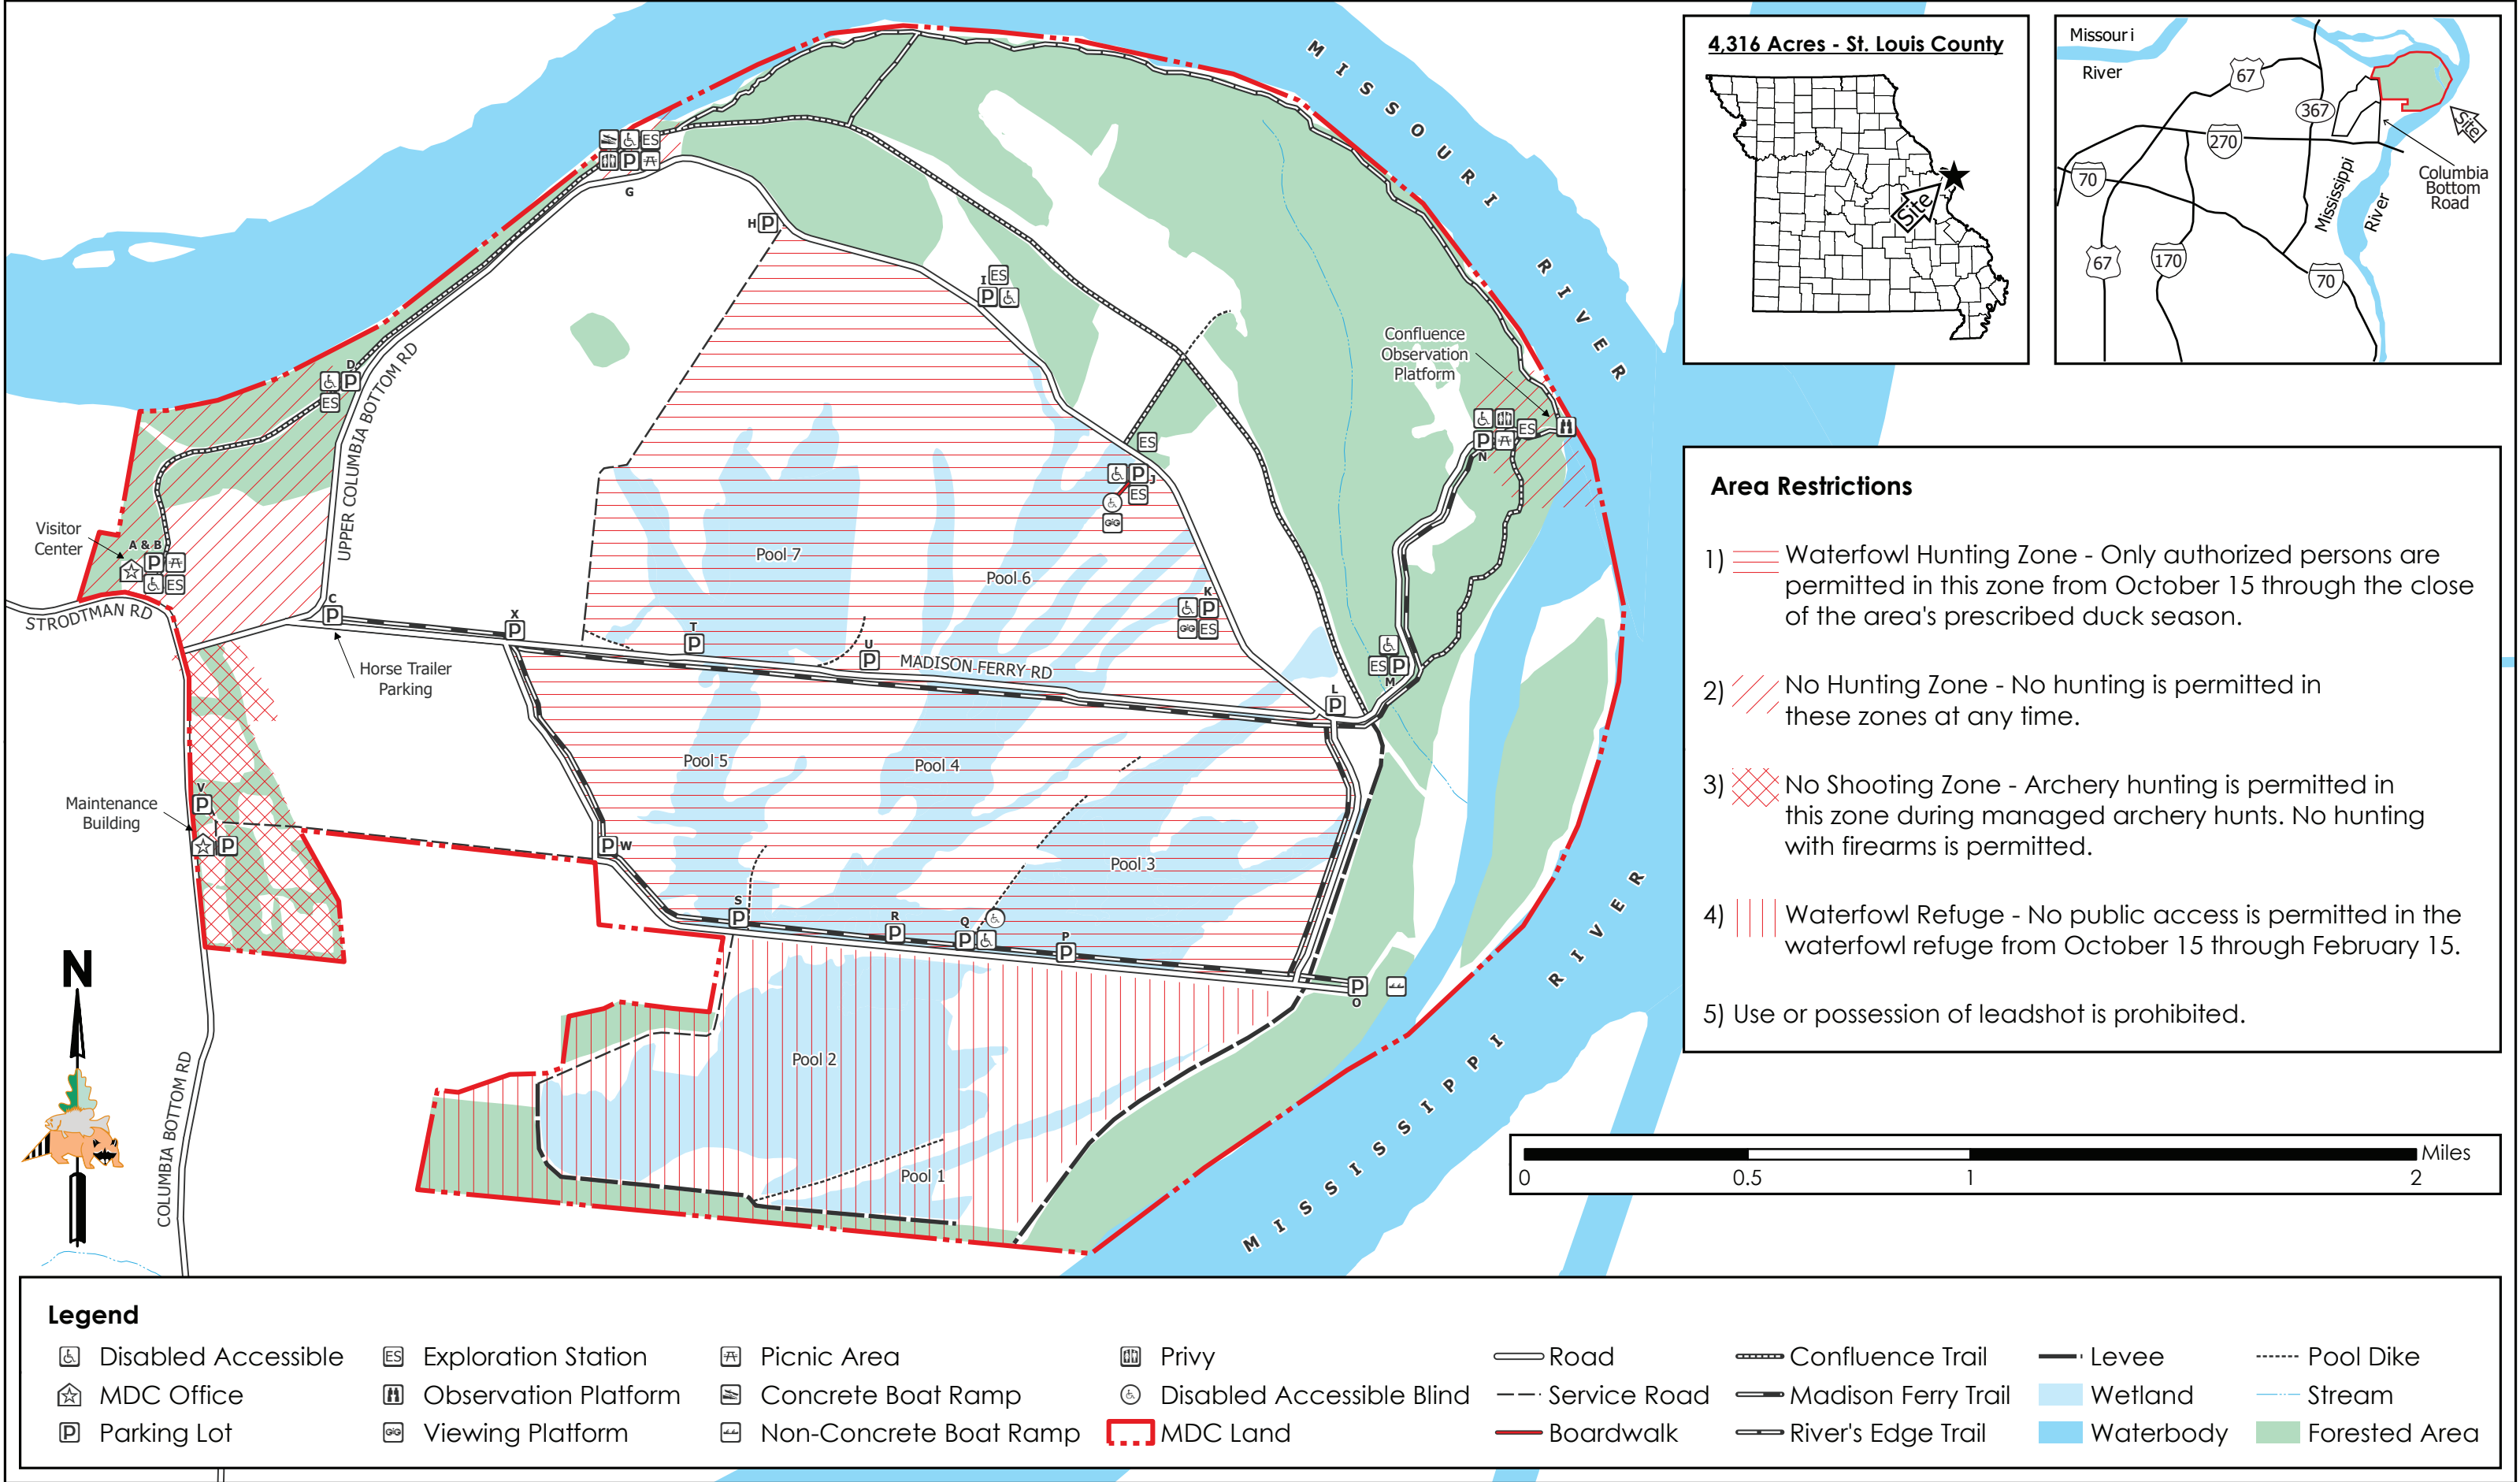 MISSOURI RIVER
MISSISSIPPI RIVER
4,316 Acres - St. Louis County
Site
Missouri
River
67
367
270
70
67
170
70
Mississippi
River
Site
Columbia
Bottom
Road
ES
P
G
H P
I ES
P
Confluence
Observation
Platform
D
P
ES
UPPER COLUMBIA BOTTOM RD
ES
P
J
ES
P
ES
N
Visitor
Center
A & B
P
ES
STRODTMAN RD
C
P
X
P
T
P
U
P
Pool 7
Pool 6
K
P
ES
MADISON FERRY RD
Horse Trailer
Parking
L
P
ES P
M
Pool 5
Pool 4
Pool 3
Maintenance
Building
V
P
P
P W
S
P
R
P
Q
P
P
P
P
O
Pool 2
Pool 1
N
COLUMBIA BOTTOM RD
Area Restrictions
1) Waterfowl Hunting Zone - Only authorized persons are
permitted in this zone from October 15 through the close
of the area's prescribed duck season.
2) No Hunting Zone - No hunting is permitted in
these zones at any time.
3) No Shooting Zone - Archery hunting is permitted in
this zone during managed archery hunts. No hunting
with firearms is permitted.
4) Waterfowl Refuge - No public access is permitted in the
waterfowl refuge from October 15 through February 15.
5) Use or possession of leadshot is prohibited.
Miles
0 0.5 1 2
Legend
Disabled Accessible
MDC Office
P Parking Lot
ES Exploration Station
Observation Platform
Viewing Platform
Picnic Area
Concrete Boat Ramp
Non-Concrete Boat Ramp
Privy
Disabled Accessible Blind
MDC Land
Road
Service Road
Boardwalk
Confluence Trail
Madison Ferry Trail
River's Edge Trail
Levee
Wetland
Waterbody
Pool Dike
Stream
Forested Area